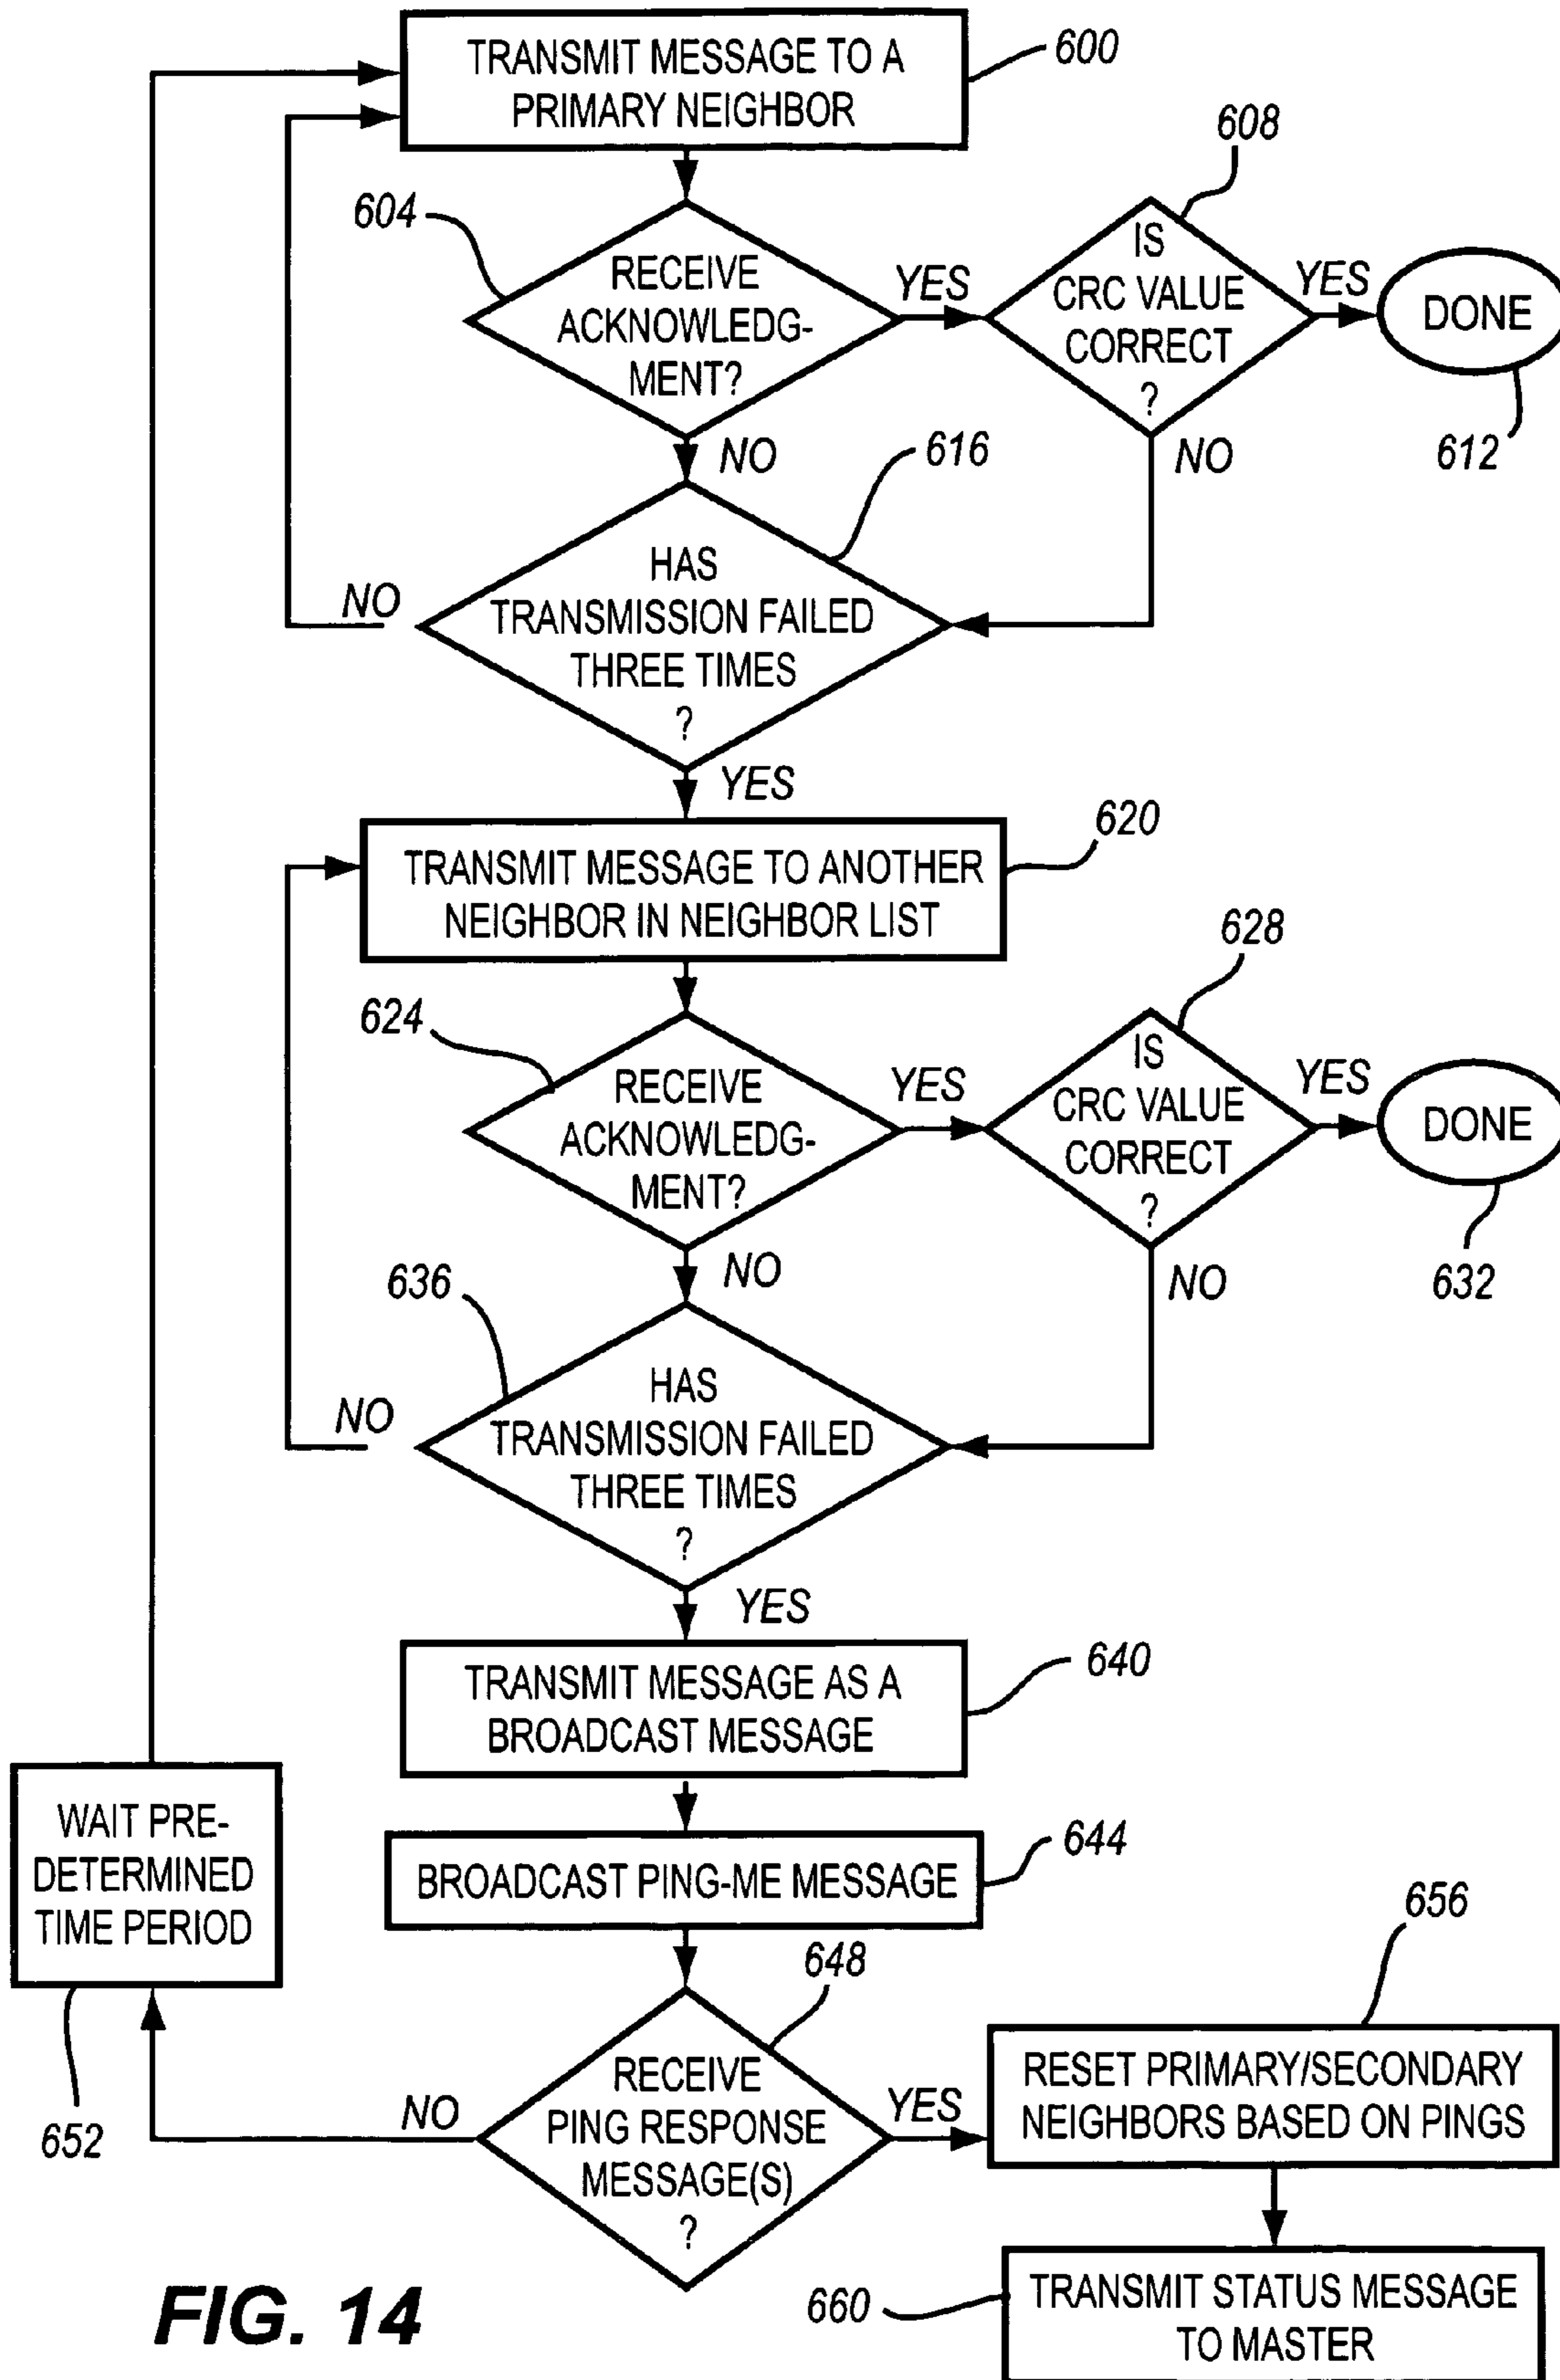 TRANSMIT MESSAGE TO A
PRIMARY NEIGHBOR
600
608
604
RECEIVE
ACKNOWLEDG-
MENT?
YES
IS
CRC VALUE
CORRECT
?
YES
DONE
612
NO
616
NO
HAS
TRANSMISSION FAILED
THREE TIMES
?
NO
YES
620
TRANSMIT MESSAGE TO ANOTHER
NEIGHBOR IN NEIGHBOR LIST
628
624
RECEIVE
ACKNOWLEDG-
MENT?
YES
IS
CRC VALUE
CORRECT
?
YES
DONE
632
NO
636
NO
HAS
TRANSMISSION FAILED
THREE TIMES
?
NO
YES
640
TRANSMIT MESSAGE AS A
BROADCAST MESSAGE
644
BROADCAST PING-ME MESSAGE
WAIT PRE-
DETERMINED
TIME PERIOD
652
648
RECEIVE
PING RESPONSE
MESSAGE(S)
?
NO
YES
656
RESET PRIMARY/SECONDARY
NEIGHBORS BASED ON PINGS
660
TRANSMIT STATUS MESSAGE
TO MASTER
FIG. 14